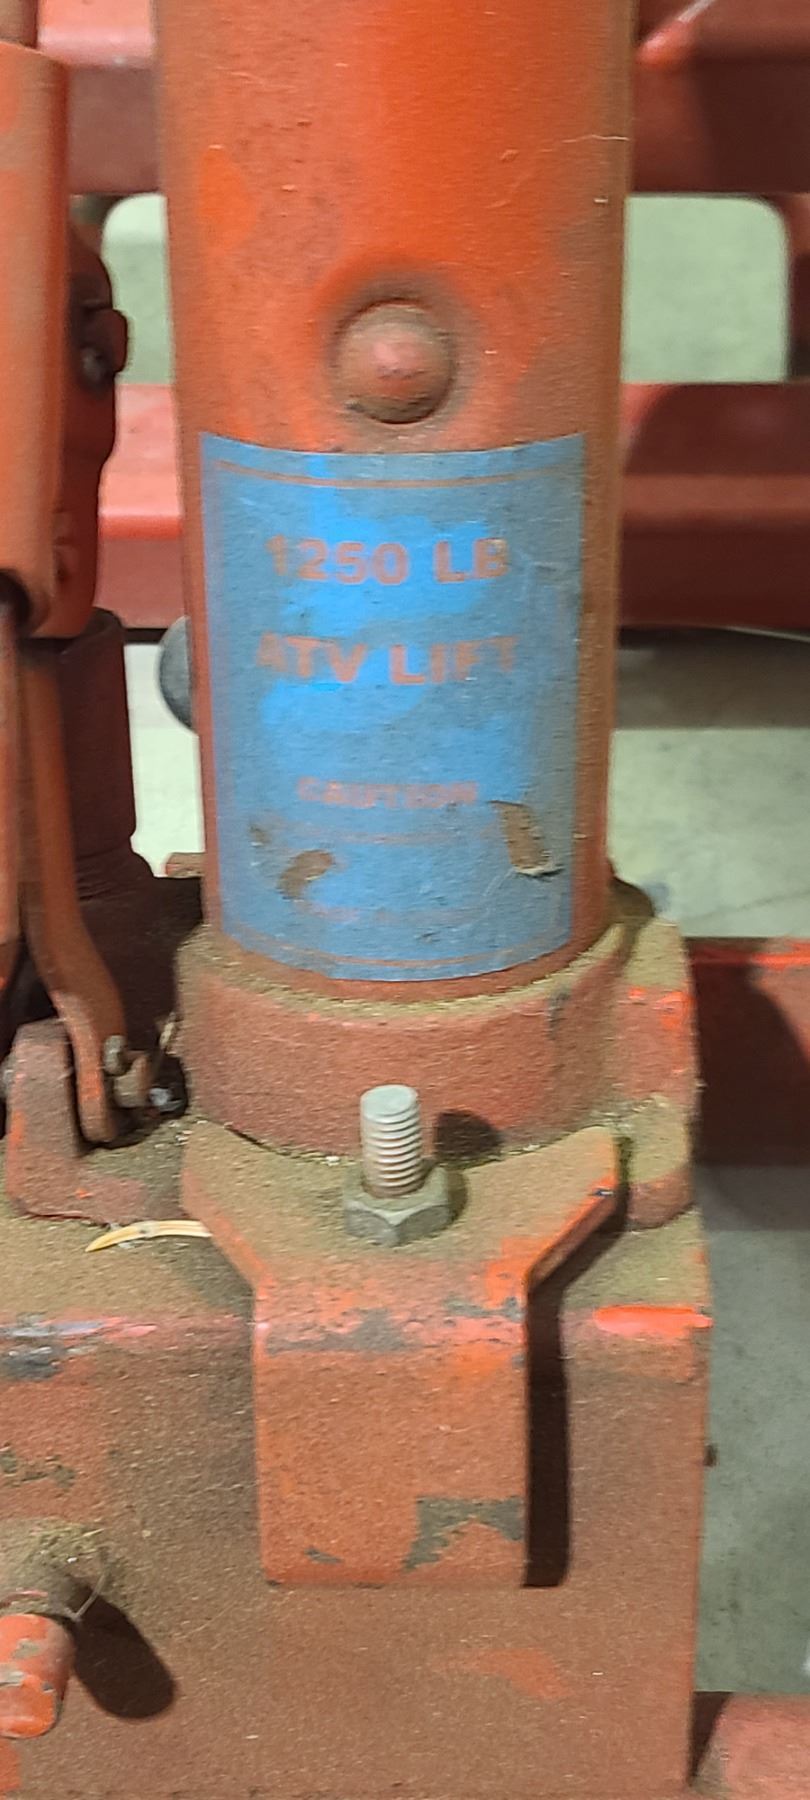 1250 LB
ATV LIFT
CAUTION